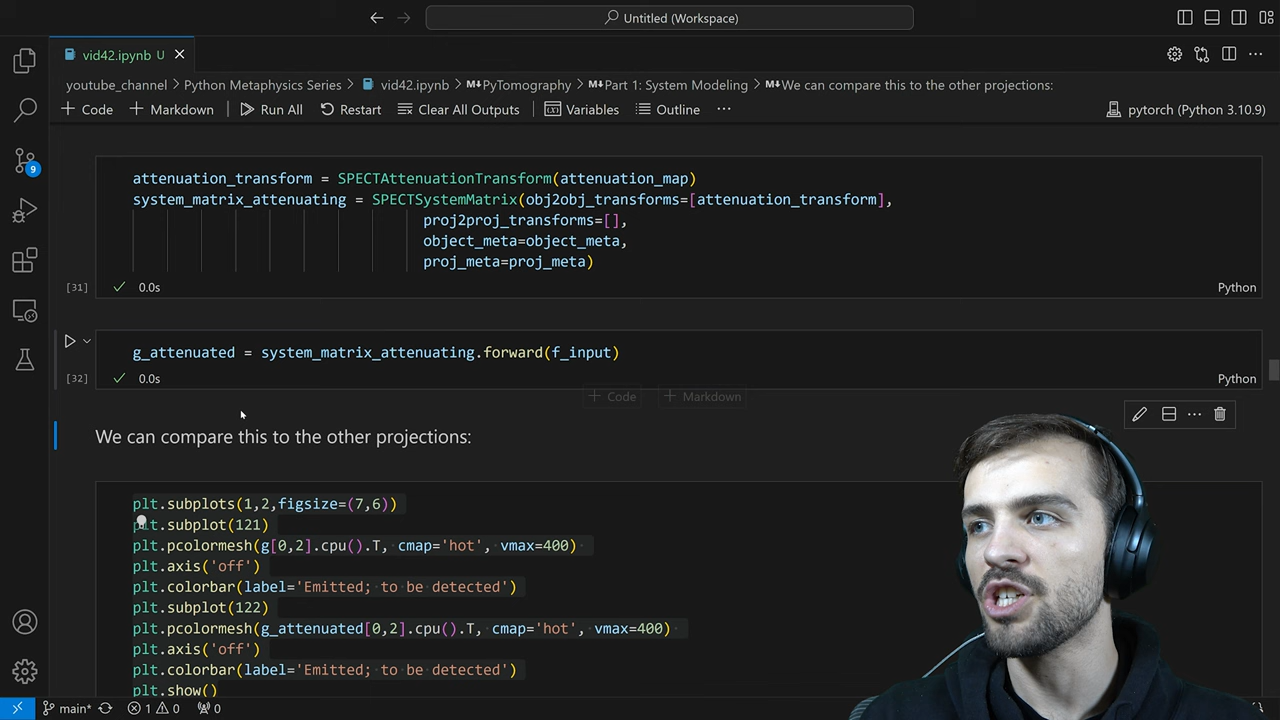 Untitled (Workspace)
vid42.ipynb U
youtube_channel > Python Metaphysics Series > vid42.ipynb > PyTomography > Part 1: System Modeling > We can compare this to the other projections:
+ Code + Markdown Run All Restart Clear All Outputs Variables Outline ... pytorch (Python 3.10.9)
attenuation_transform = SPECTAttenuationTransform(attenuation_map)
system_matrix_attenuating = SPECTSystemMatrix(obj2obj_transforms=[attenuation_transform],
proj2proj_transforms=[],
object_meta=object_meta,
proj_meta=proj_meta)
[31] 0.0s Python
g_attenuated = system_matrix_attenuating.forward(f_input)
[32] 0.0s Python
+ Code + Markdown
We can compare this to the other projections:
plt.subplots(1,2,figsize=(7,6))
plt.subplot(121)
plt.pcolormesh(g[0,2].cpu().T, cmap='hot', vmax=400)
plt.axis('off')
plt.colorbar(label='Emitted; to be detected')
plt.subplot(122)
plt.pcolormesh(g_attenuated[0,2].cpu().T, cmap='hot', vmax=400)
plt.axis('off')
plt.colorbar(label='Emitted; to be detected')
plt.show()
9
main* 1 0 0